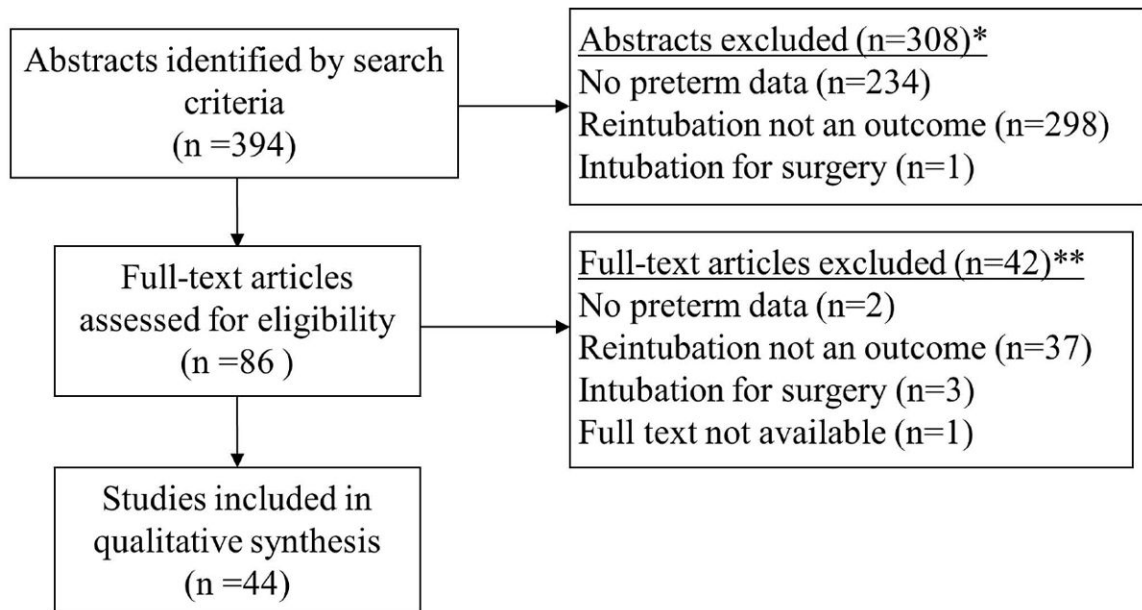 Abstracts identified by search
criteria
(n =394)
Abstracts excluded (n=308)*
No preterm data (n=234)
Reintubation not an outcome (n=298)
Intubation for surgery (n=1)
Full-text articles
assessed for eligibility
(n =86 )
Full-text articles excluded (n=42)**
No preterm data (n=2)
Reintubation not an outcome (n=37)
Intubation for surgery (n=3)
Full text not available (n=1)
Studies included in
qualitative synthesis
(n =44)